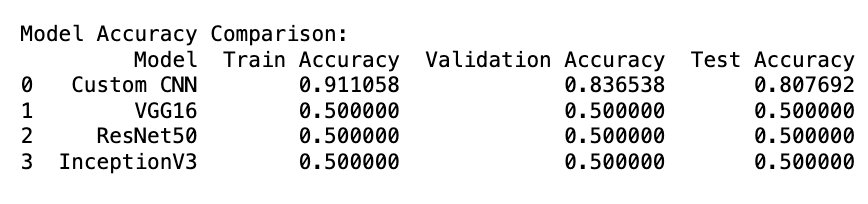 Model Accuracy Comparison:
Model Train Accuracy Validation Accuracy Test Accuracy
0 Custom CNN 0.911058 0.836538 0.807692
1 VGG16 0.500000 0.500000 0.500000
2 ResNet50 0.500000 0.500000 0.500000
3 InceptionV3 0.500000 0.500000 0.500000